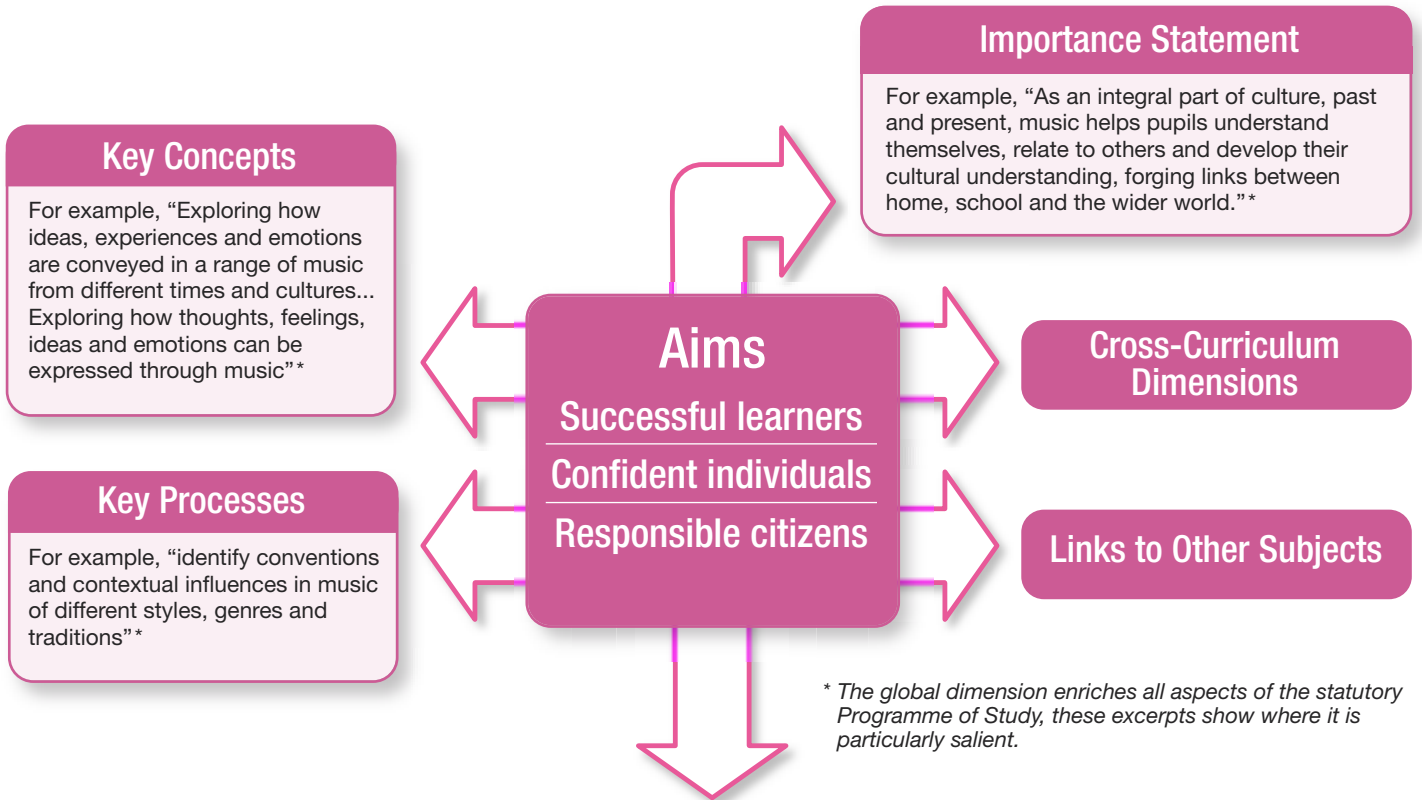 Importance Statement
For example, “As an integral part of culture, past
and present, music helps pupils understand
themselves, relate to others and develop their
cultural understanding, forging links between
home, school and the wider world.”*
Key Concepts
For example, “Exploring how
ideas, experiences and emotions
are conveyed in a range of music
from different times and cultures...
Exploring how thoughts, feelings,
ideas and emotions can be
expressed through music”*
Key Processes
For example, “identify conventions
and contextual influences in music
of different styles, genres and
traditions”*
Aims
Successful learners
Confident individuals
Responsible citizens
Cross-Curriculum
Dimensions
Links to Other Subjects
* The global dimension enriches all aspects of the statutory
Programme of Study, these excerpts show where it is
particularly salient.